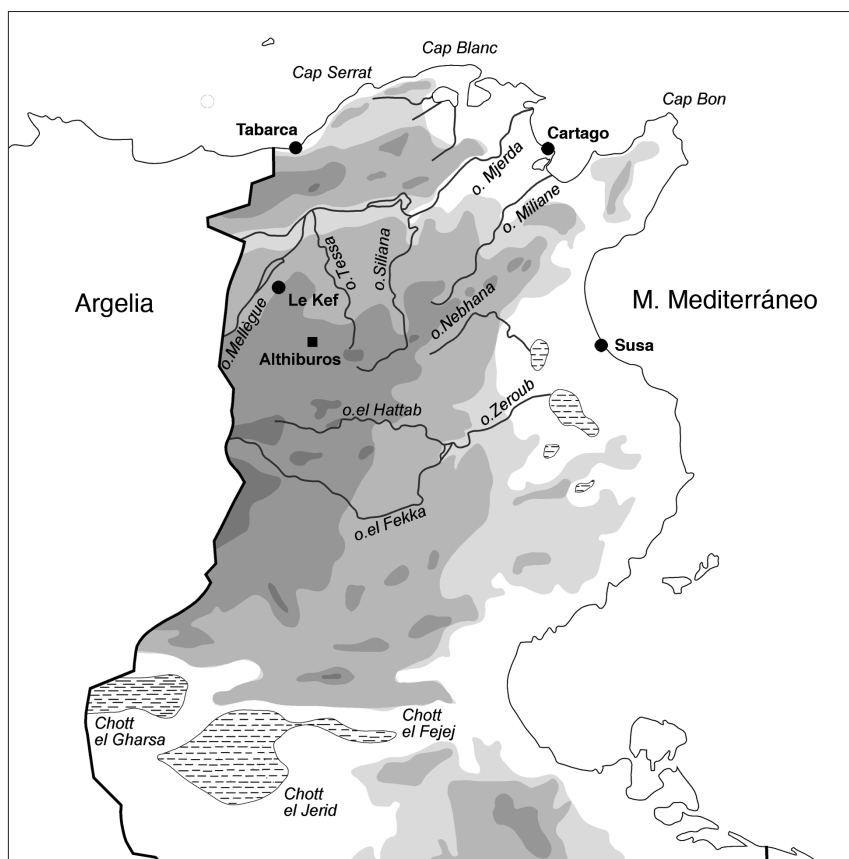 Cap Blanc
Cap Serrat
Cap Bon
Tabarca
Cartago
o. Mjerda
o. Miliane
o.Tessa
o.Siliana
Argelia
Le Kef
M. Mediterráneo
o.Mellègue
o.Nebhana
Althiburos
Susa
o.el Hattab
o.Zeroub
o.el Fekka
Chott
el Gharsa
Chott
el Fejej
Chott
el Jerid